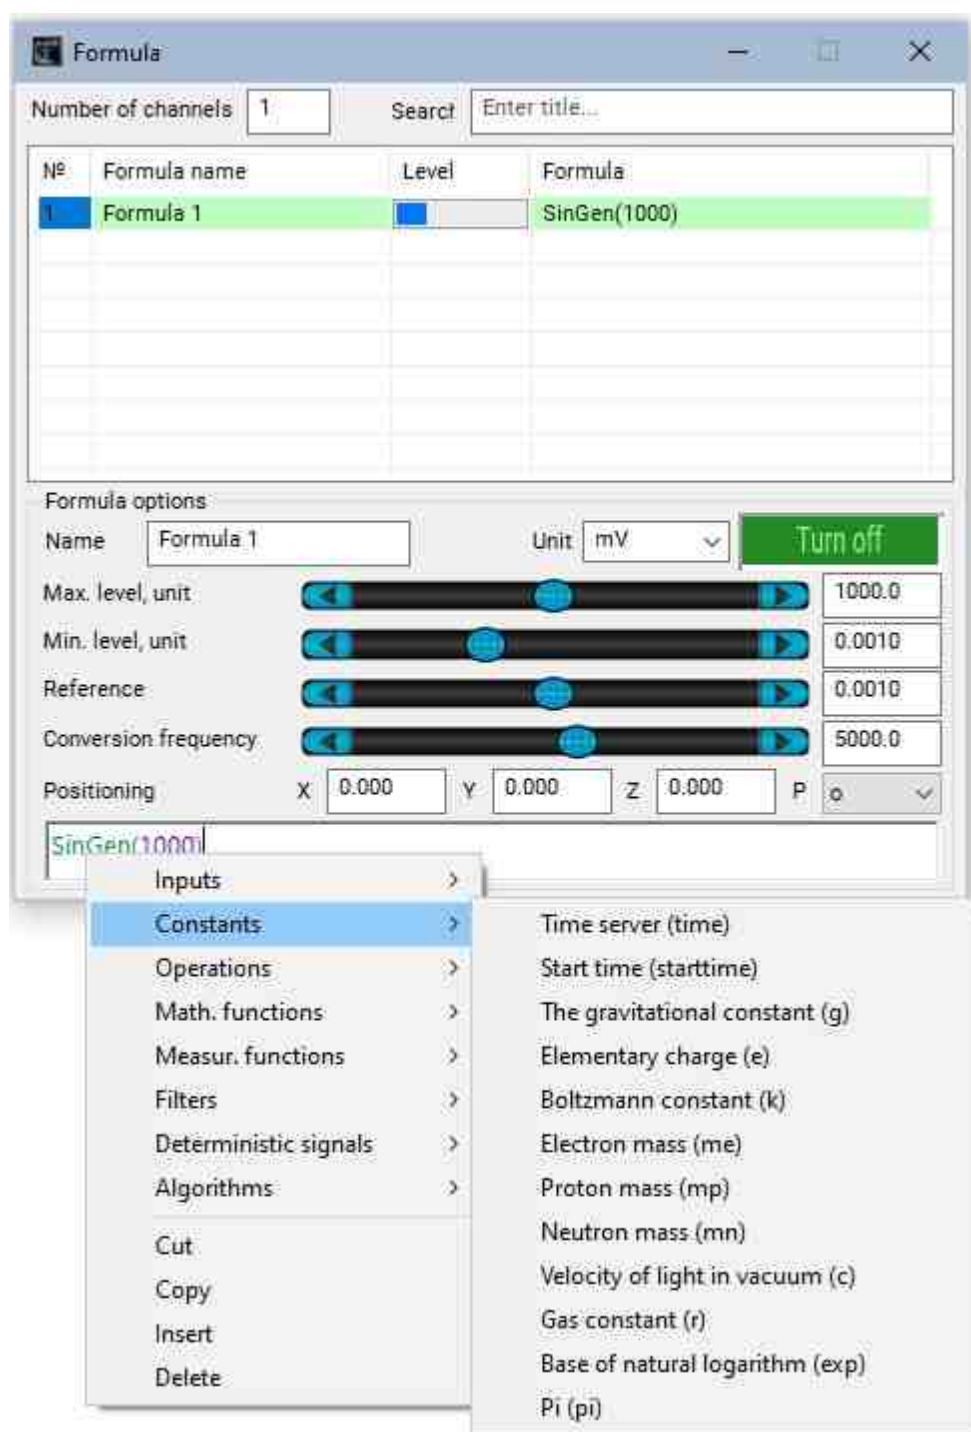 Formula
Number of channels 1 Search Enter title...
Nº Formula name Level Formula
1 Formula 1 SinGen(1000)
Formula options
Name Formula 1 Unit mV Turn off
Max. level, unit 1000.0
Min. level, unit 0.0010
Reference 0.0010
Conversion frequency 5000.0
Positioning X 0.000 Y 0.000 Z 0.000 P o
SinGen(1000)
Inputs
Constants
Operations
Math. functions
Measur. functions
Filters
Deterministic signals
Algorithms
Cut
Copy
Insert
Delete
Time server (time)
Start time (starttime)
The gravitational constant (g)
Elementary charge (e)
Boltzmann constant (k)
Electron mass (me)
Proton mass (mp)
Neutron mass (mn)
Velocity of light in vacuum (c)
Gas constant (r)
Base of natural logarithm (exp)
Pi (pi)